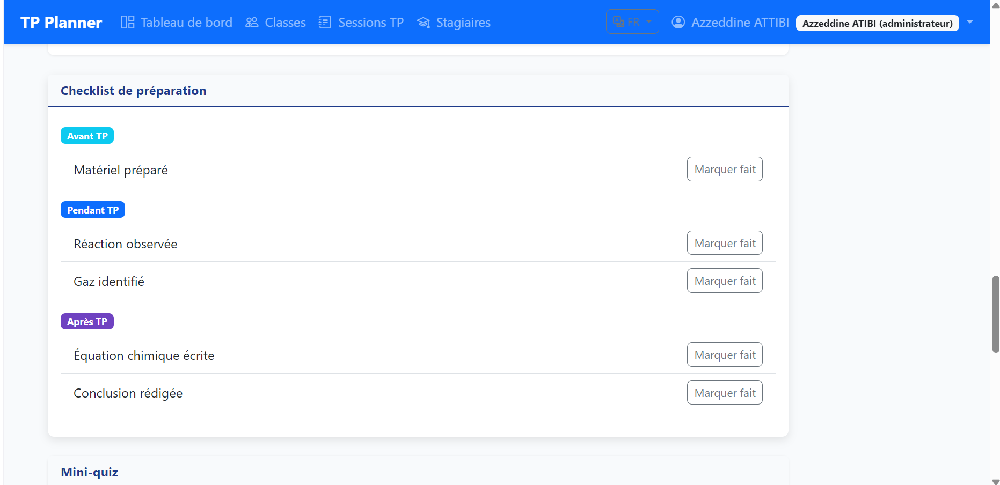 TP Planner Tableau de bord Classes Sessions TP Stagiaires FR Azzeddine ATTIBI Azzeddine ATIBI (administrateur)
Checklist de préparation
Avant TP
Matériel préparé Marquer fait
Pendant TP
Réaction observée Marquer fait
Gaz identifié Marquer fait
Après TP
Équation chimique écrite Marquer fait
Conclusion rédigée Marquer fait
Mini-quiz